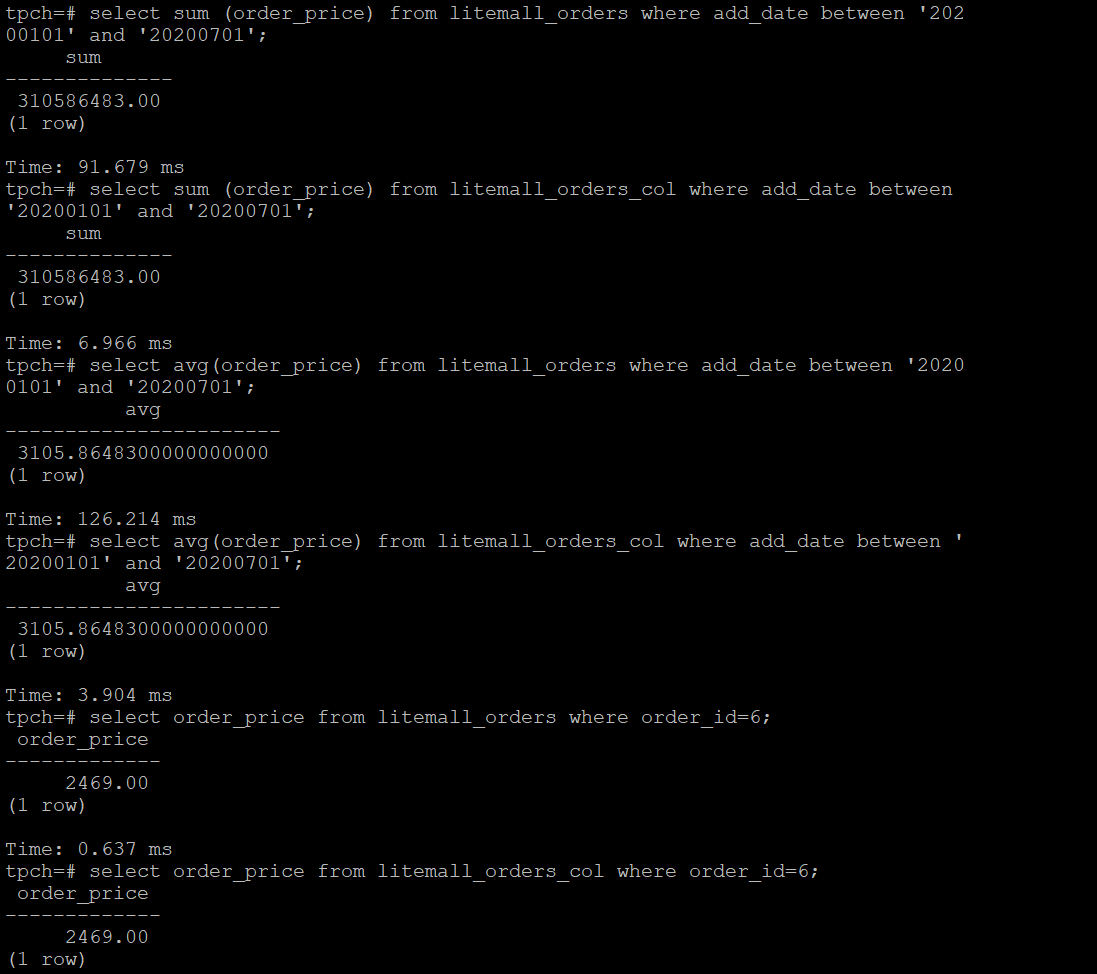 tpch=# select sum (order_price) from litemall_orders where add_date between '202
00101' and '20200701';
     sum
--------------
 310586483.00
(1 row)

Time: 91.679 ms
tpch=# select sum (order_price) from litemall_orders_col where add_date between
'20200101' and '20200701';
     sum
--------------
 310586483.00
(1 row)

Time: 6.966 ms
tpch=# select avg(order_price) from litemall_orders where add_date between '2020
0101' and '20200701';
          avg
-----------------------
 3105.8648300000000000
(1 row)

Time: 126.214 ms
tpch=# select avg(order_price) from litemall_orders_col where add_date between '
20200101' and '20200701';
          avg
-----------------------
 3105.8648300000000000
(1 row)

Time: 3.904 ms
tpch=# select order_price from litemall_orders where order_id=6;
 order_price
-------------
     2469.00
(1 row)

Time: 0.637 ms
tpch=# select order_price from litemall_orders_col where order_id=6;
 order_price
-------------
     2469.00
(1 row)